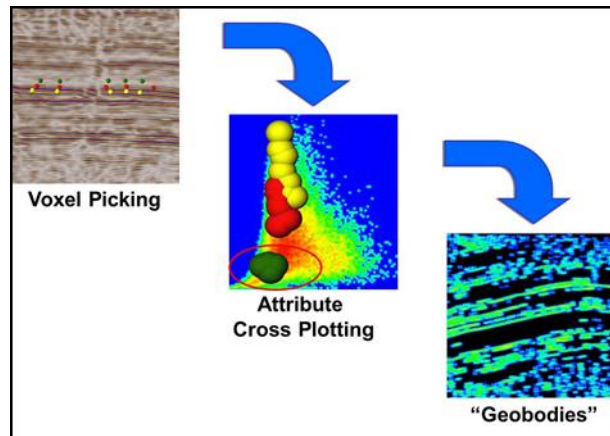 Voxel Picking
Attribute
Cross Plotting
“Geobodies”